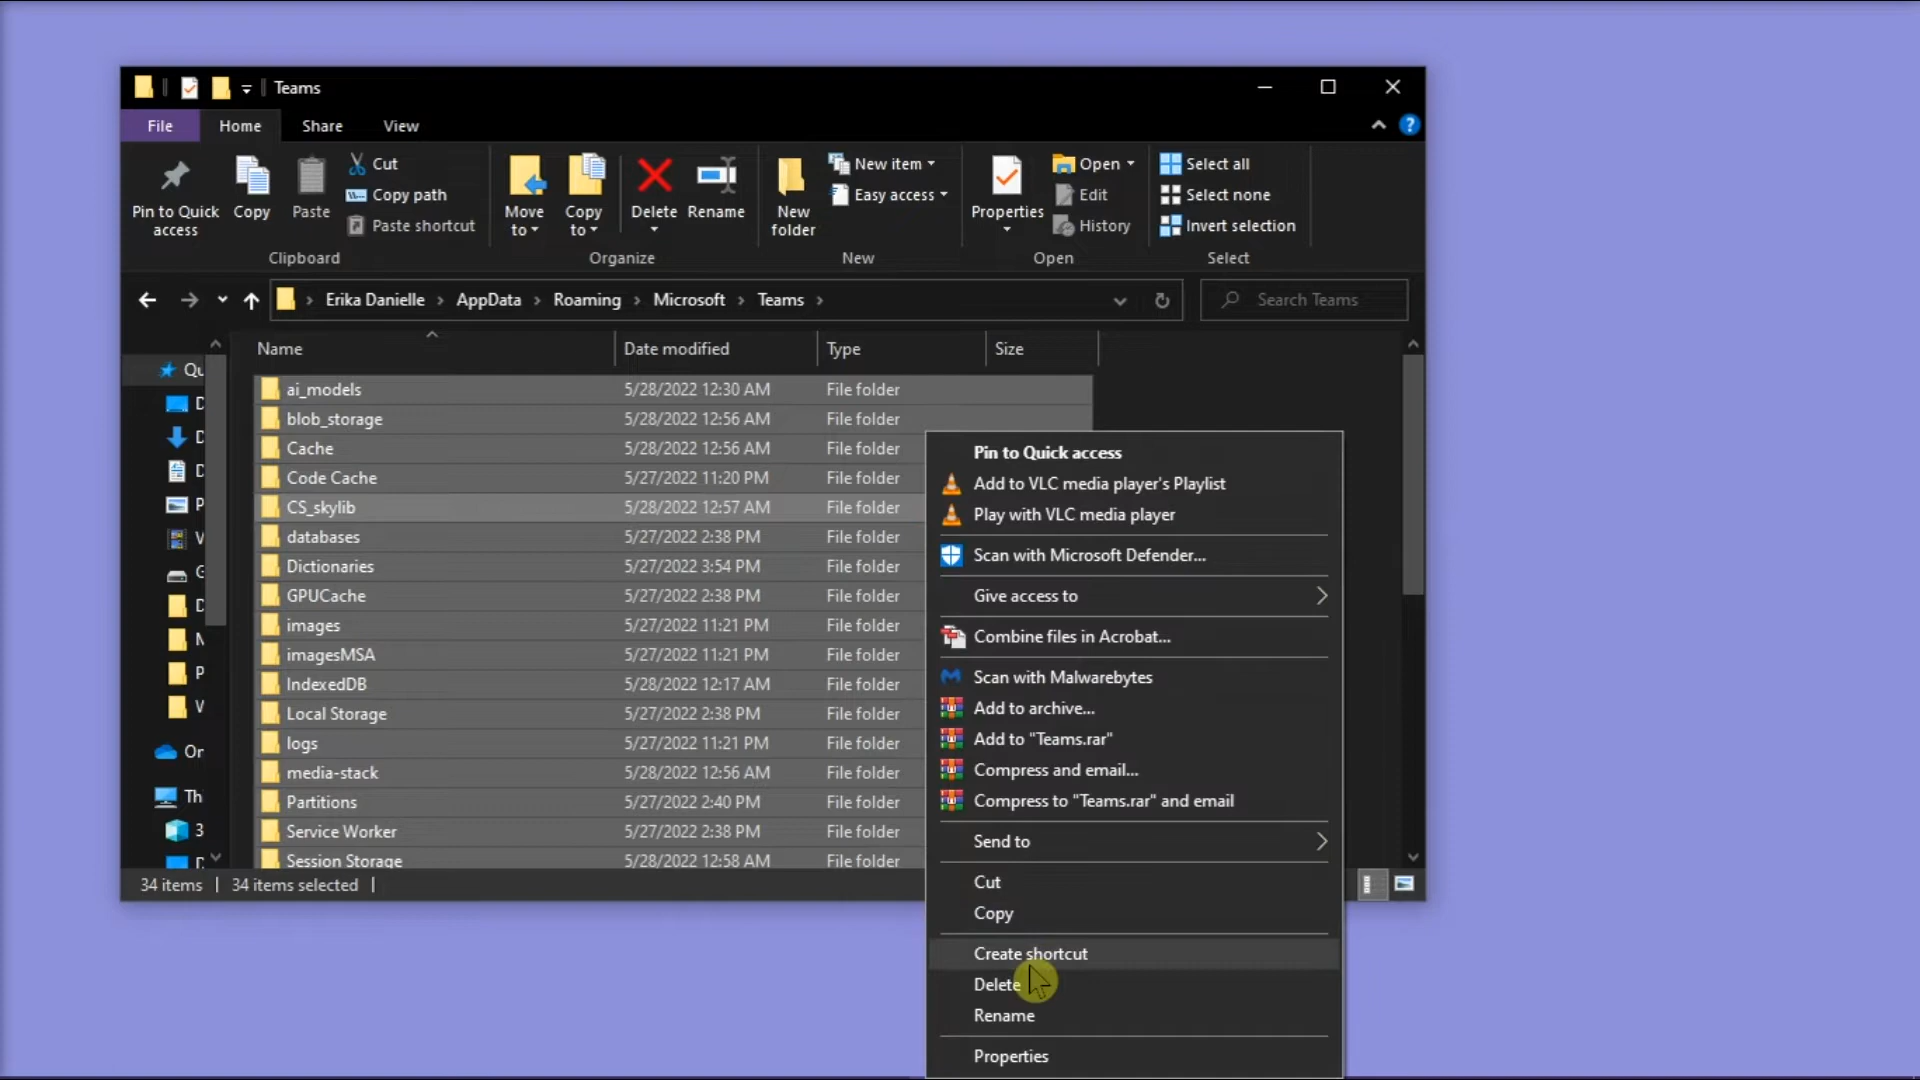 Teams
File Home Share View
Pin to Quick access
Copy
Paste
Cut
Copy path
Paste shortcut
Clipboard
Move to
Copy to
Delete
Rename
Organize
New folder
New item
Easy access
New
Properties
Open
Edit
History
Open
Select all
Select none
Invert selection
Select
Erika Danielle > AppData > Roaming > Microsoft > Teams >
Search Teams
Name Date modified Type Size
ai_models 5/28/2022 12:30 AM File folder
blob_storage 5/28/2022 12:56 AM File folder
Cache 5/28/2022 12:56 AM File folder
Code Cache 5/27/2022 11:20 PM File folder
CS_skylib 5/28/2022 12:57 AM File folder
databases 5/27/2022 2:38 PM File folder
Dictionaries 5/27/2022 3:54 PM File folder
GPUCache 5/27/2022 2:38 PM File folder
images 5/27/2022 11:21 PM File folder
imagesMSA 5/27/2022 11:21 PM File folder
IndexedDB 5/28/2022 12:17 AM File folder
Local Storage 5/27/2022 2:38 PM File folder
logs 5/27/2022 11:21 PM File folder
media-stack 5/28/2022 12:56 AM File folder
Partitions 5/27/2022 2:40 PM File folder
Service Worker 5/27/2022 2:38 PM File folder
Session Storage 5/28/2022 12:58 AM File folder
34 items 34 items selected
Pin to Quick access
Add to VLC media player's Playlist
Play with VLC media player
Scan with Microsoft Defender...
Give access to
Combine files in Acrobat...
Scan with Malwarebytes
Add to archive...
Add to "Teams.rar"
Compress and email...
Compress to "Teams.rar" and email
Send to
Cut
Copy
Create shortcut
Delete
Rename
Properties